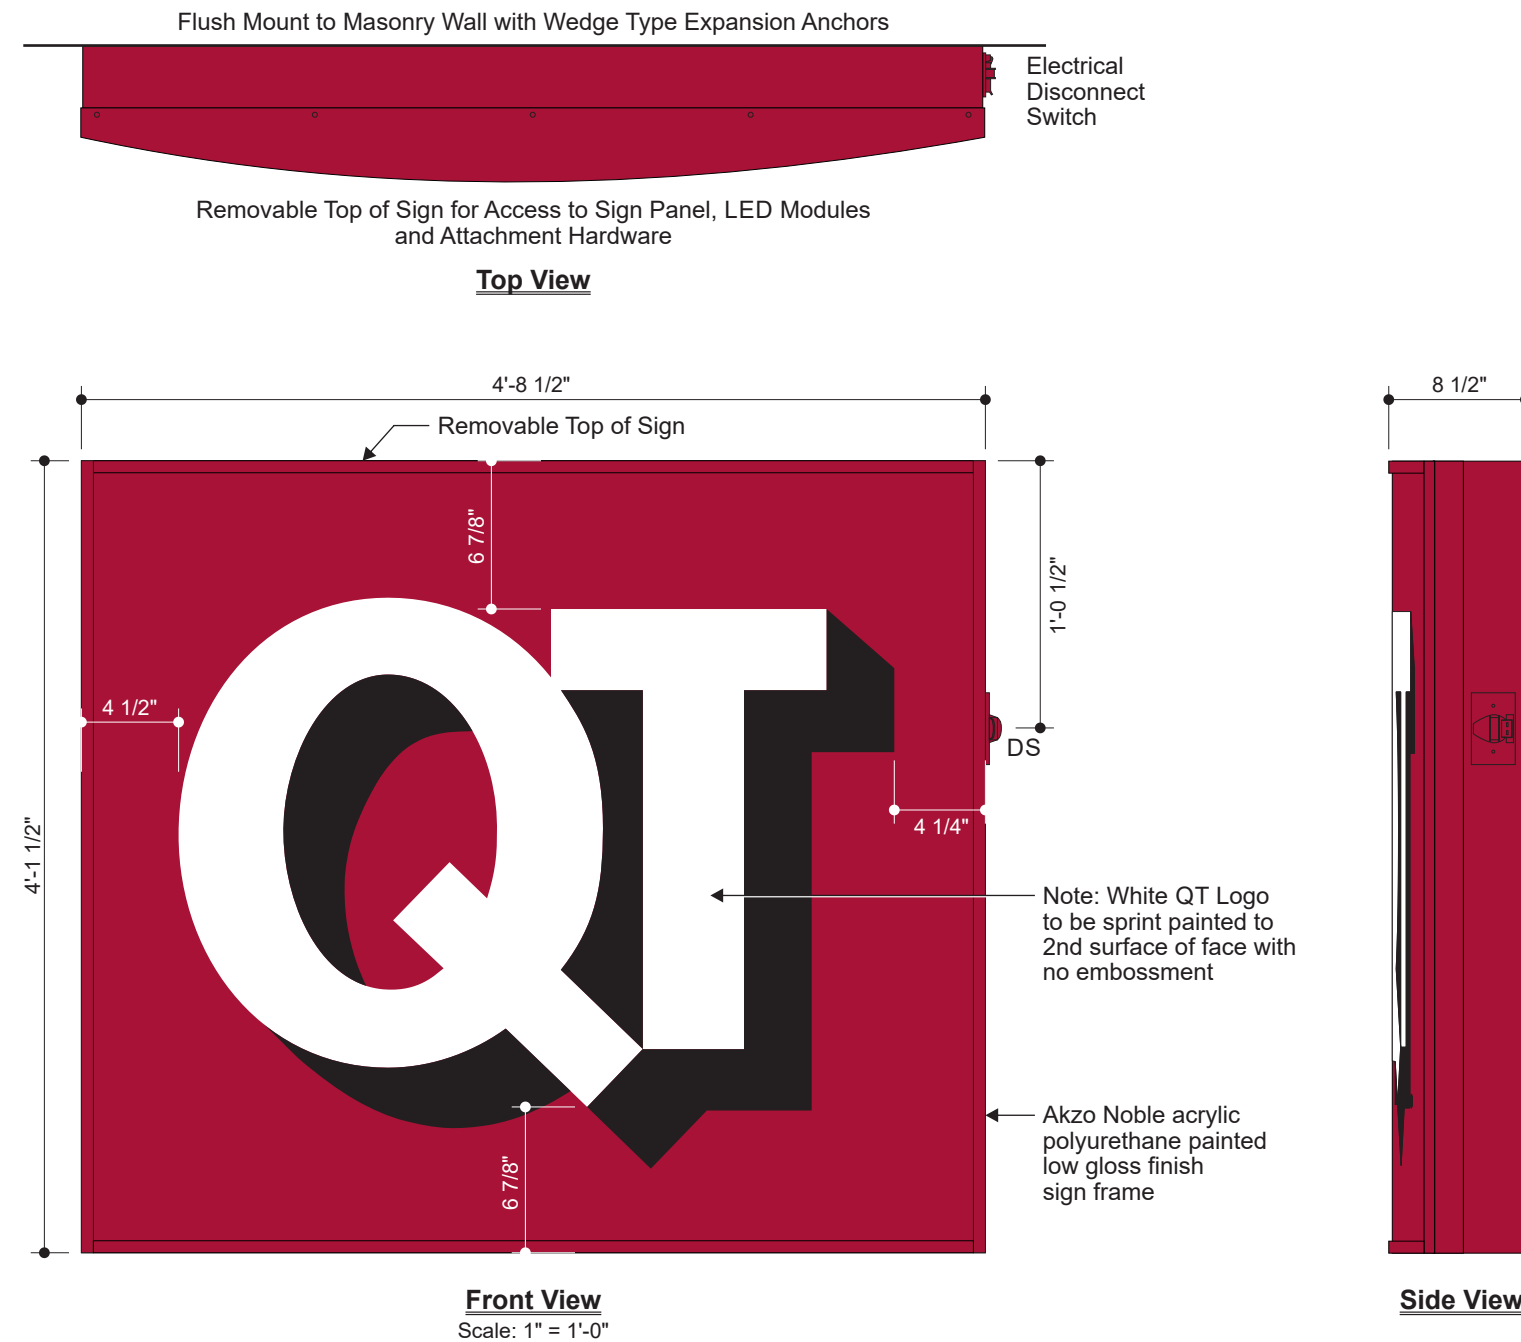 Flush Mount to Masonry Wall with Wedge Type Expansion Anchors
Electrical
Disconnect
Switch
Removable Top of Sign for Access to Sign Panel, LED Modules
and Attachment Hardware
Top View
4'-8 1/2"
8 1/2"
Removable Top of Sign
6 7/8"
1'-0 1/2"
QT
4 1/2"
DS
4 1/4"
4'-1 1/2"
Note: White QT Logo
to be sprint painted to
2nd surface of face with
no embossment
Akzo Noble acrylic
polyurethane painted
low gloss finish
sign frame
6 7/8"
Front View
Scale: 1" = 1'-0"
Side View